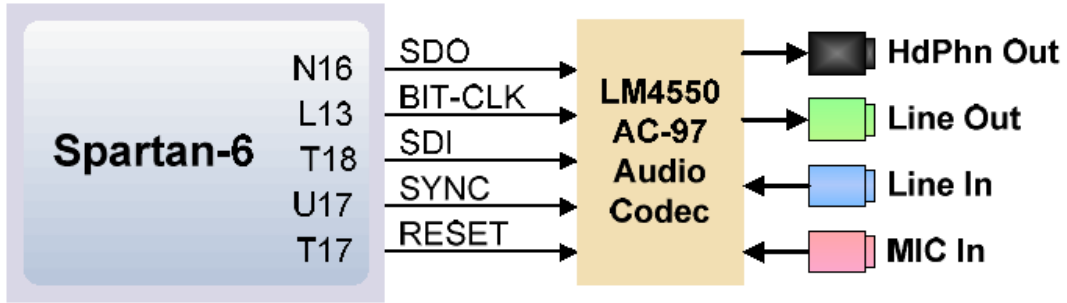 Spartan-6
N16
L13
T18
U17
T17
SDO
BIT-CLK
SDI
SYNC
RESET
LM4550
AC-97
Audio
Codec
HdPhn Out
Line Out
Line In
MIC In